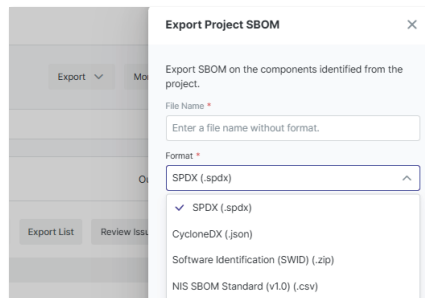 Export Project SBOM
Export
Export SBOM on the components identified from the
project.
File Name *
Enter a file name without format.
Format *
SPDX (.spdx)
SPDX (.spdx)
CycloneDX (.json)
Software Identification (SWID) (.zip)
NIS SBOM Standard (v1.0) (.csv)
Export List